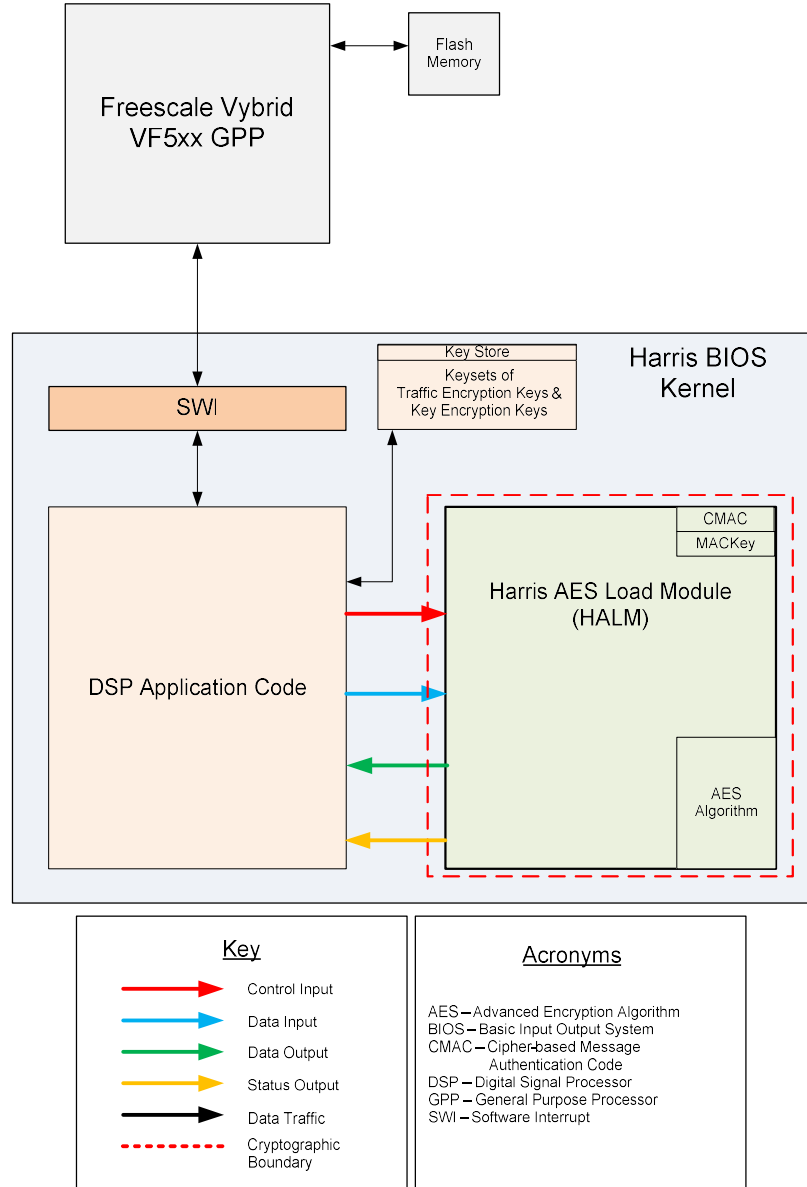 Freescale Vybrid
VF5xx GPP
Flash
Memory
Harris BIOS
Kernel
Key Store
Keysets of
Traffic Encryption Keys &
Key Encryption Keys
SWI
CMAC
MACKey
Harris AES Load Module
(HALM)
DSP Application Code
AES
Algorithm
Key
Control Input
Data Input
Data Output
Status Output
Data Traffic
Cryptographic
Boundary
Acronyms
AES – Advanced Encryption Algorithm
BIOS – Basic Input Output System
CMAC – Cipher-based Message
Authentication Code
DSP – Digital Signal Processor
GPP – General Purpose Processor
SWI – Software Interrupt